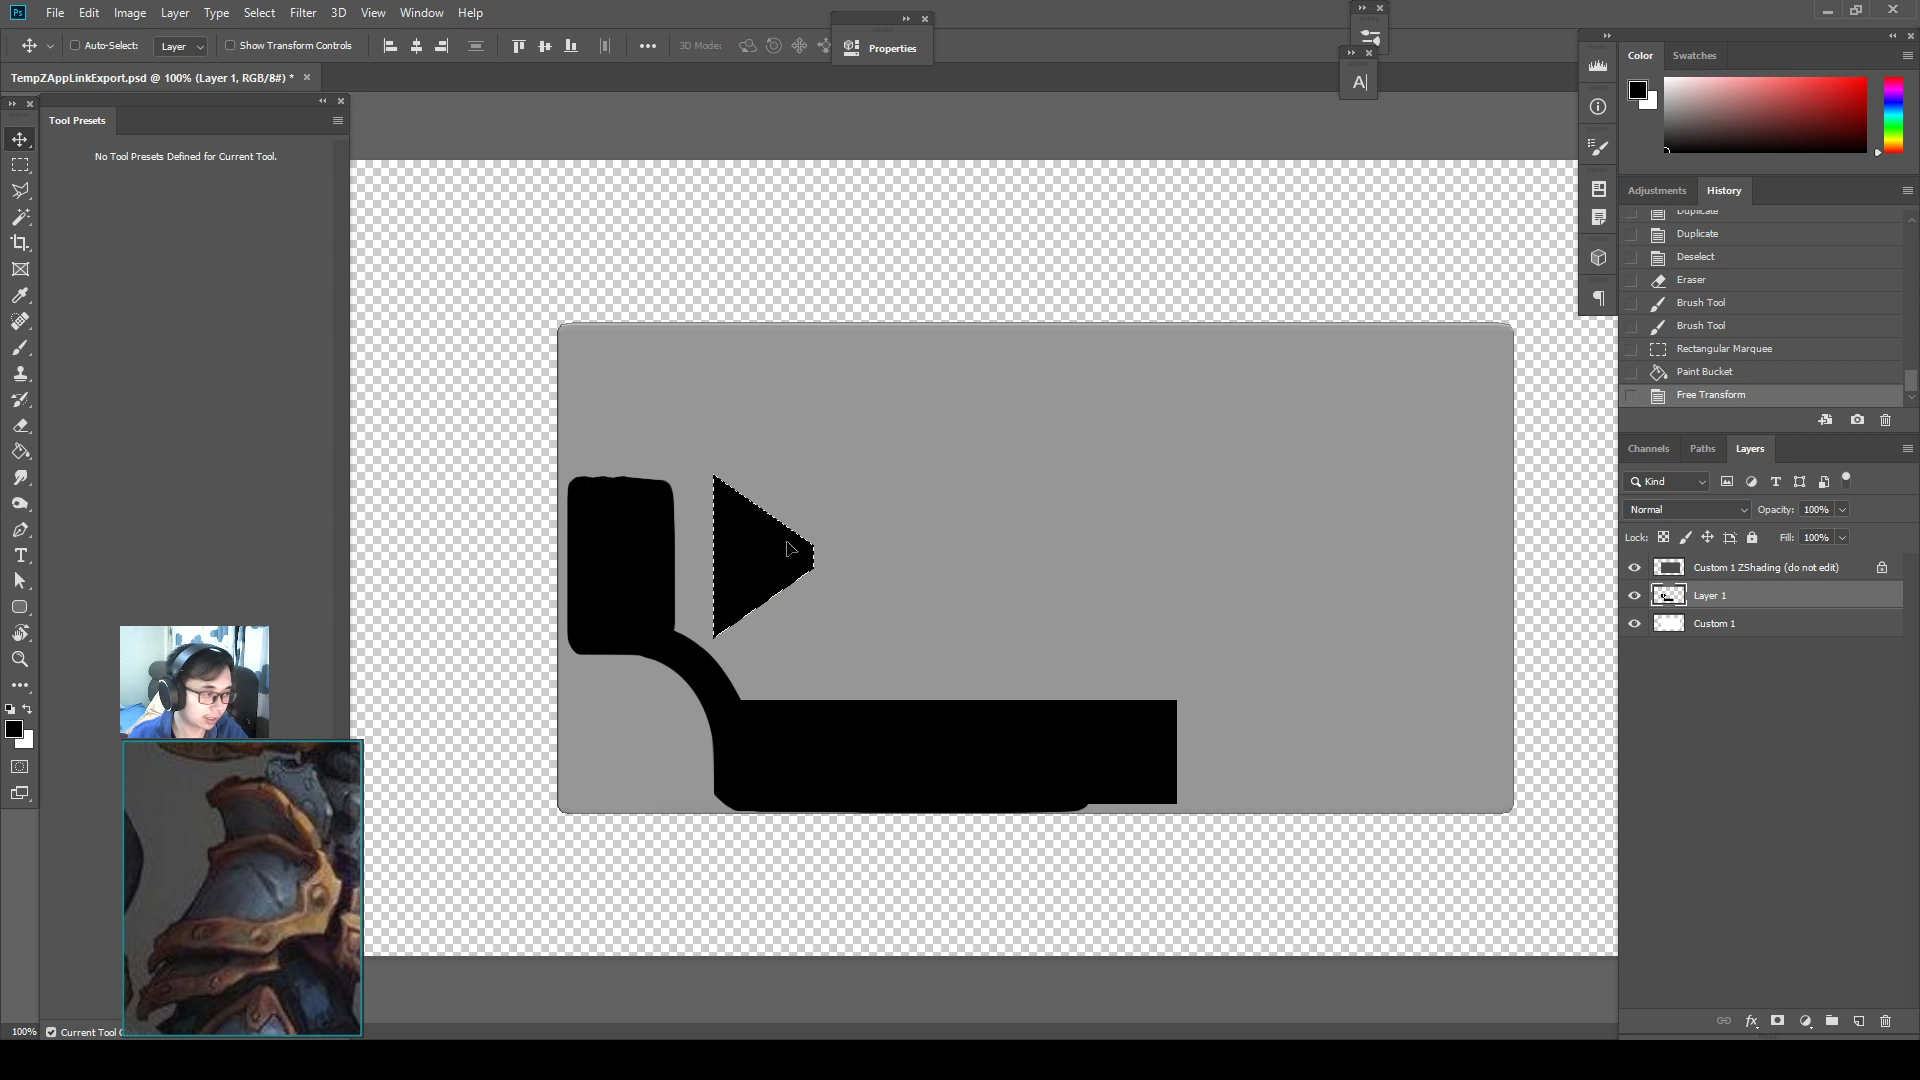 Ps File Edit Image Layer Type Select Filter 3D View Window Help
Auto-Select: Layer Show Transform Controls 3D Mode: Properties
TempZAppLinkExport.psd @ 100% (Layer 1, RGB/8#) *
A
Tool Presets
No Tool Presets Defined for Current Tool.
Color Swatches
Adjustments History
Duplicate
Duplicate
Deselect
Eraser
Brush Tool
Brush Tool
Rectangular Marquee
Paint Bucket
Free Transform
Channels Paths Layers
Kind
Normal Opacity: 100%
Lock: Fill: 100%
Custom 1 ZShading (do not edit)
Layer 1
Custom 1
fx
100% Current Tool